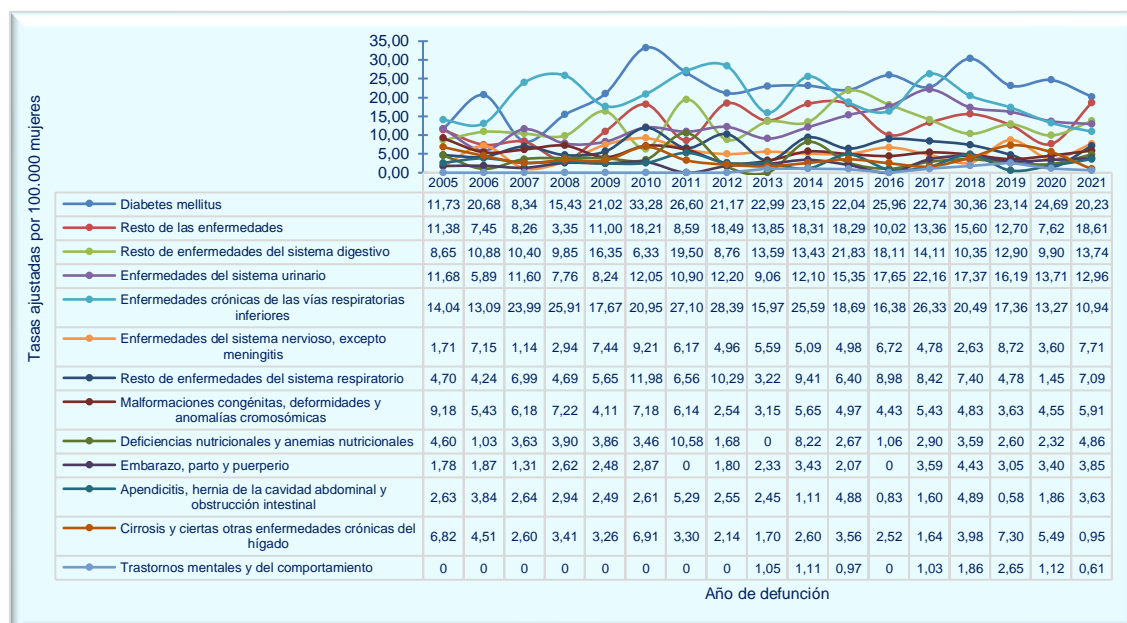 Tasas ajustadas por 100.000 mujeres
35,00
30,00
25,00
20,00
15,00
10,00
5,00
0,00
2005 2006 2007 2008 2009 2010 2011 2012 2013 2014 2015 2016 2017 2018 2019 2020 2021
Diabetes mellitus 11,73 20,68 8,34 15,43 21,02 33,28 26,60 21,17 22,99 23,15 22,04 25,96 22,74 30,36 23,14 24,69 20,23
Resto de las enfermedades 11,38 7,45 8,26 3,35 11,00 18,21 8,59 18,49 13,85 18,31 18,29 10,02 13,36 15,60 12,70 7,62 18,61
Resto de enfermedades del sistema digestivo 8,65 10,88 10,40 9,85 16,35 6,33 19,50 8,76 13,59 13,43 21,83 18,11 14,11 10,35 12,90 9,90 13,74
Enfermedades del sistema urinario 11,68 5,89 11,60 7,76 8,24 12,05 10,90 12,20 9,06 12,10 15,35 17,65 22,16 17,37 16,19 13,71 12,96
Enfermedades crónicas de las vías respiratorias
inferiores 14,04 13,09 23,99 25,91 17,67 20,95 27,10 28,39 15,97 25,59 18,69 16,38 26,33 20,49 17,36 13,27 10,94
Enfermedades del sistema nervioso, excepto
meningitis 1,71 7,15 1,14 2,94 7,44 9,21 6,17 4,96 5,59 5,09 4,98 6,72 4,78 2,63 8,72 3,60 7,71
Resto de enfermedades del sistema respiratorio 4,70 4,24 6,99 4,69 5,65 11,98 6,56 10,29 3,22 9,41 6,40 8,98 8,42 7,40 4,78 1,45 7,09
Malformaciones congénitas, deformidades y
anomalías cromosómicas 9,18 5,43 6,18 7,22 4,11 7,18 6,14 2,54 3,15 5,65 4,97 4,43 5,43 4,83 3,63 4,55 5,91
Deficiencias nutricionales y anemias nutricionales 4,60 1,03 3,63 3,90 3,86 3,46 10,58 1,68 0 8,22 2,67 1,06 2,90 3,59 2,60 2,32 4,86
Embarazo, parto y puerperio 1,78 1,87 1,31 2,62 2,48 2,87 0 1,80 2,33 3,43 2,07 0 3,59 4,43 3,05 3,40 3,85
Apendicitis, hernia de la cavidad abdominal y
obstrucción intestinal 2,63 3,84 2,64 2,94 2,49 2,61 5,29 2,55 2,45 1,11 4,88 0,83 1,60 4,89 0,58 1,86 3,63
Cirrosis y ciertas otras enfermedades crónicas del
hígado 6,82 4,51 2,60 3,41 3,26 6,91 3,30 2,14 1,70 2,60 3,56 2,52 1,64 3,98 7,30 5,49 0,95
Trastornos mentales y del comportamiento 0 0 0 0 0 0 0 0 1,05 1,11 0,97 0 1,03 1,86 2,65 1,12 0,61
Año de defunción